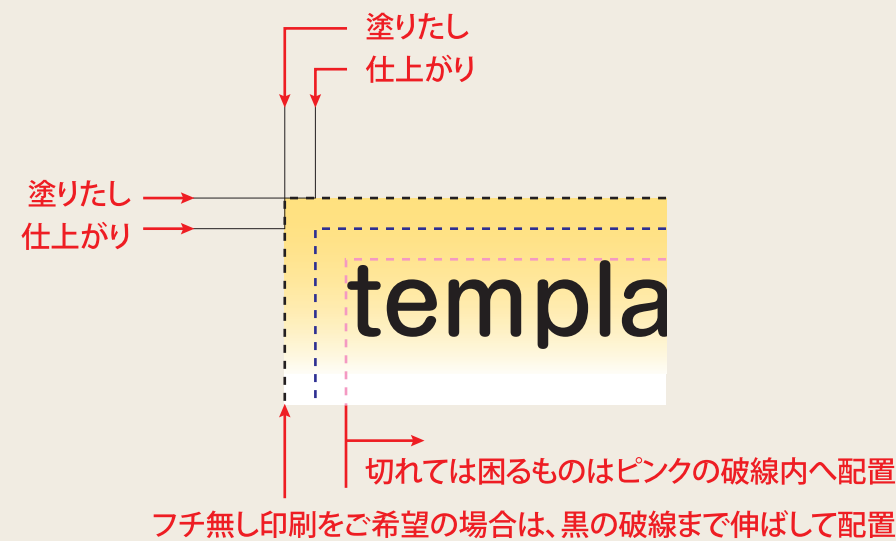 塗りたし
仕上がり
塗りたし
仕上がり
templa
切れては困るものはピンクの破線内へ配置
フチ無し印刷をご希望の場合は、黒の破線まで伸ばして配置